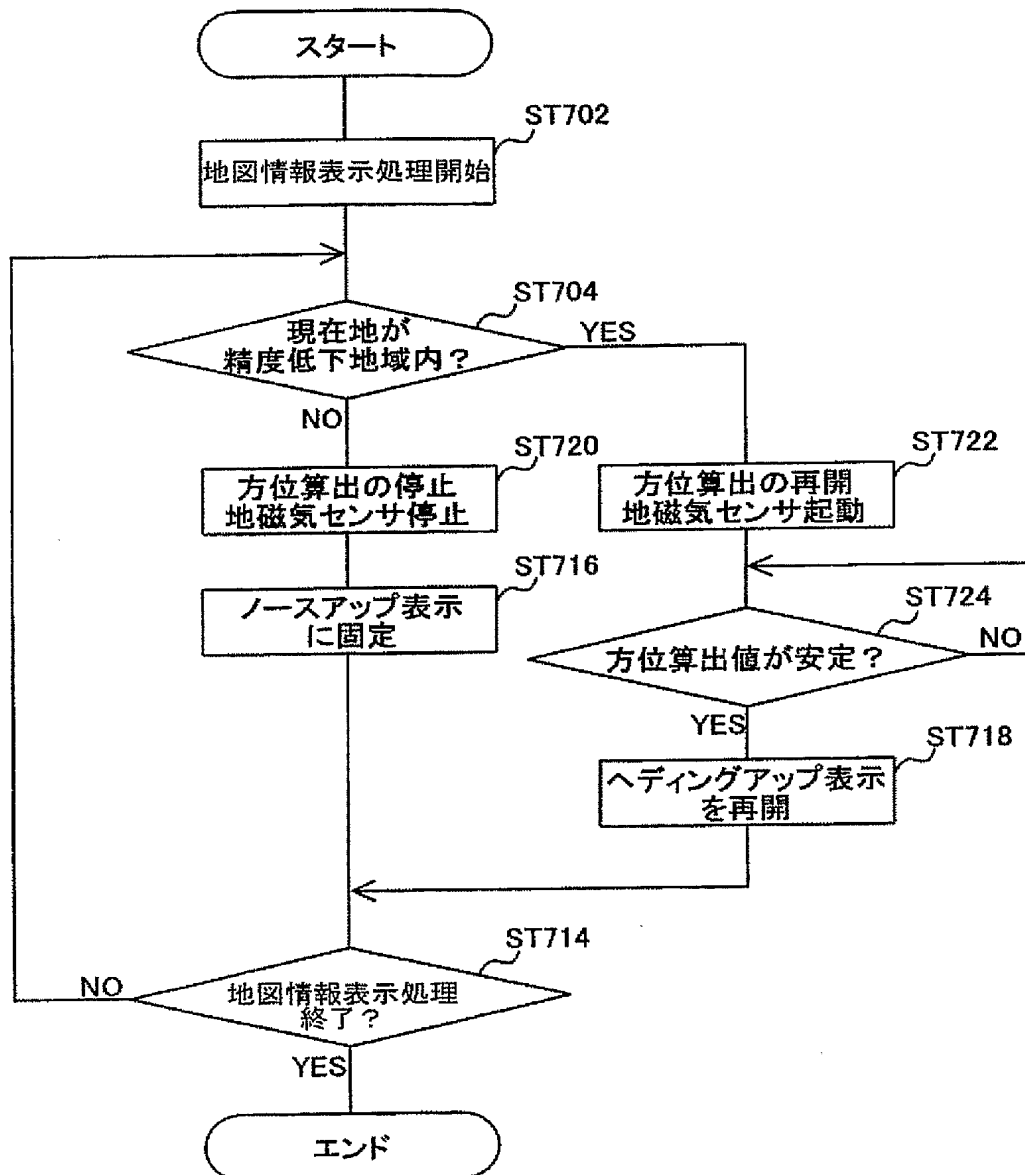 スタート
ST702
地図情報表示処理開始
ST704
現在地が
精度低下地域内？
YES
NO
ST720
方位算出の停止
地磁気センサ停止
ST722
方位算出の再開
地磁気センサ起動
ST716
ノースアップ表示
に固定
ST724
方位算出値が安定？
NO
YES
ST718
ヘディングアップ表示
を再開
ST714
地図情報表示処理
終了？
NO
YES
エンド